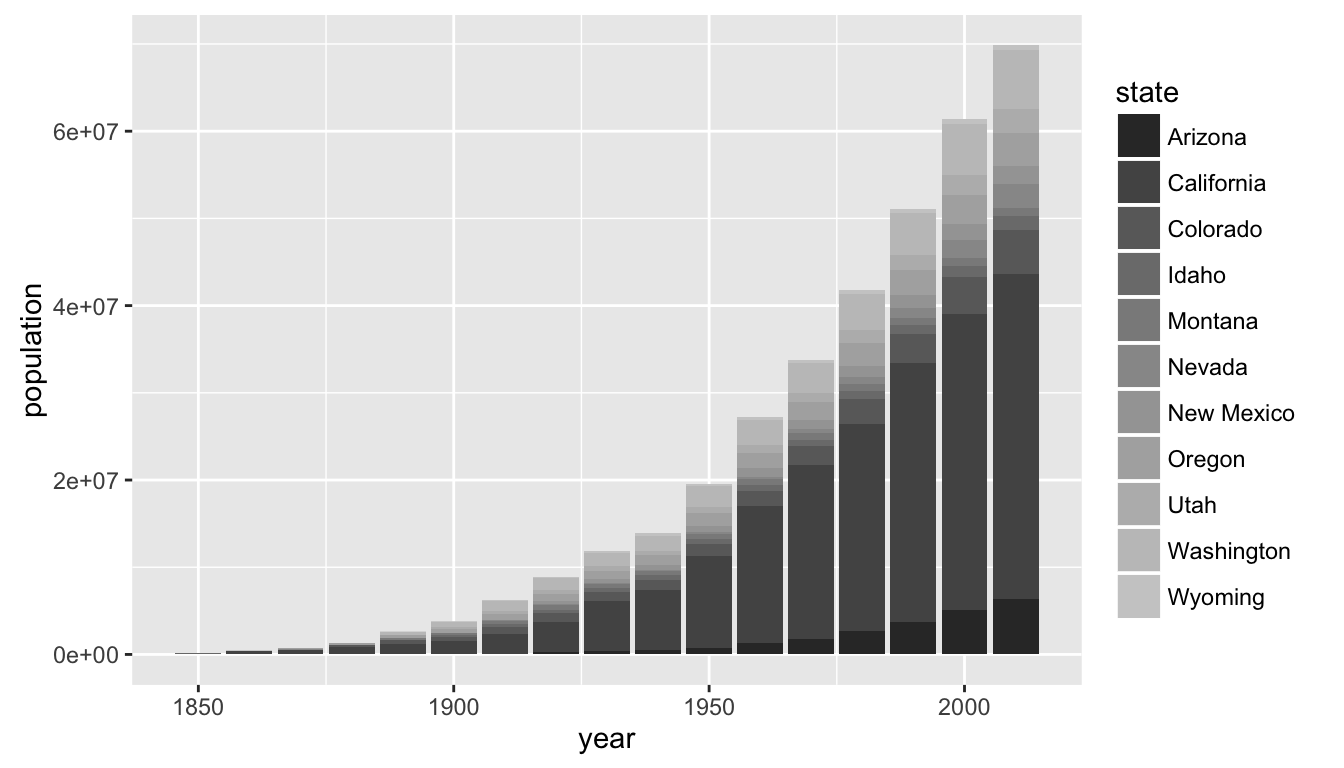 6e+07
4e+07
2e+07
0e+00
population
1850 1900 1950 2000
year
state
Arizona
California
Colorado
Idaho
Montana
Nevada
New Mexico
Oregon
Utah
Washington
Wyoming